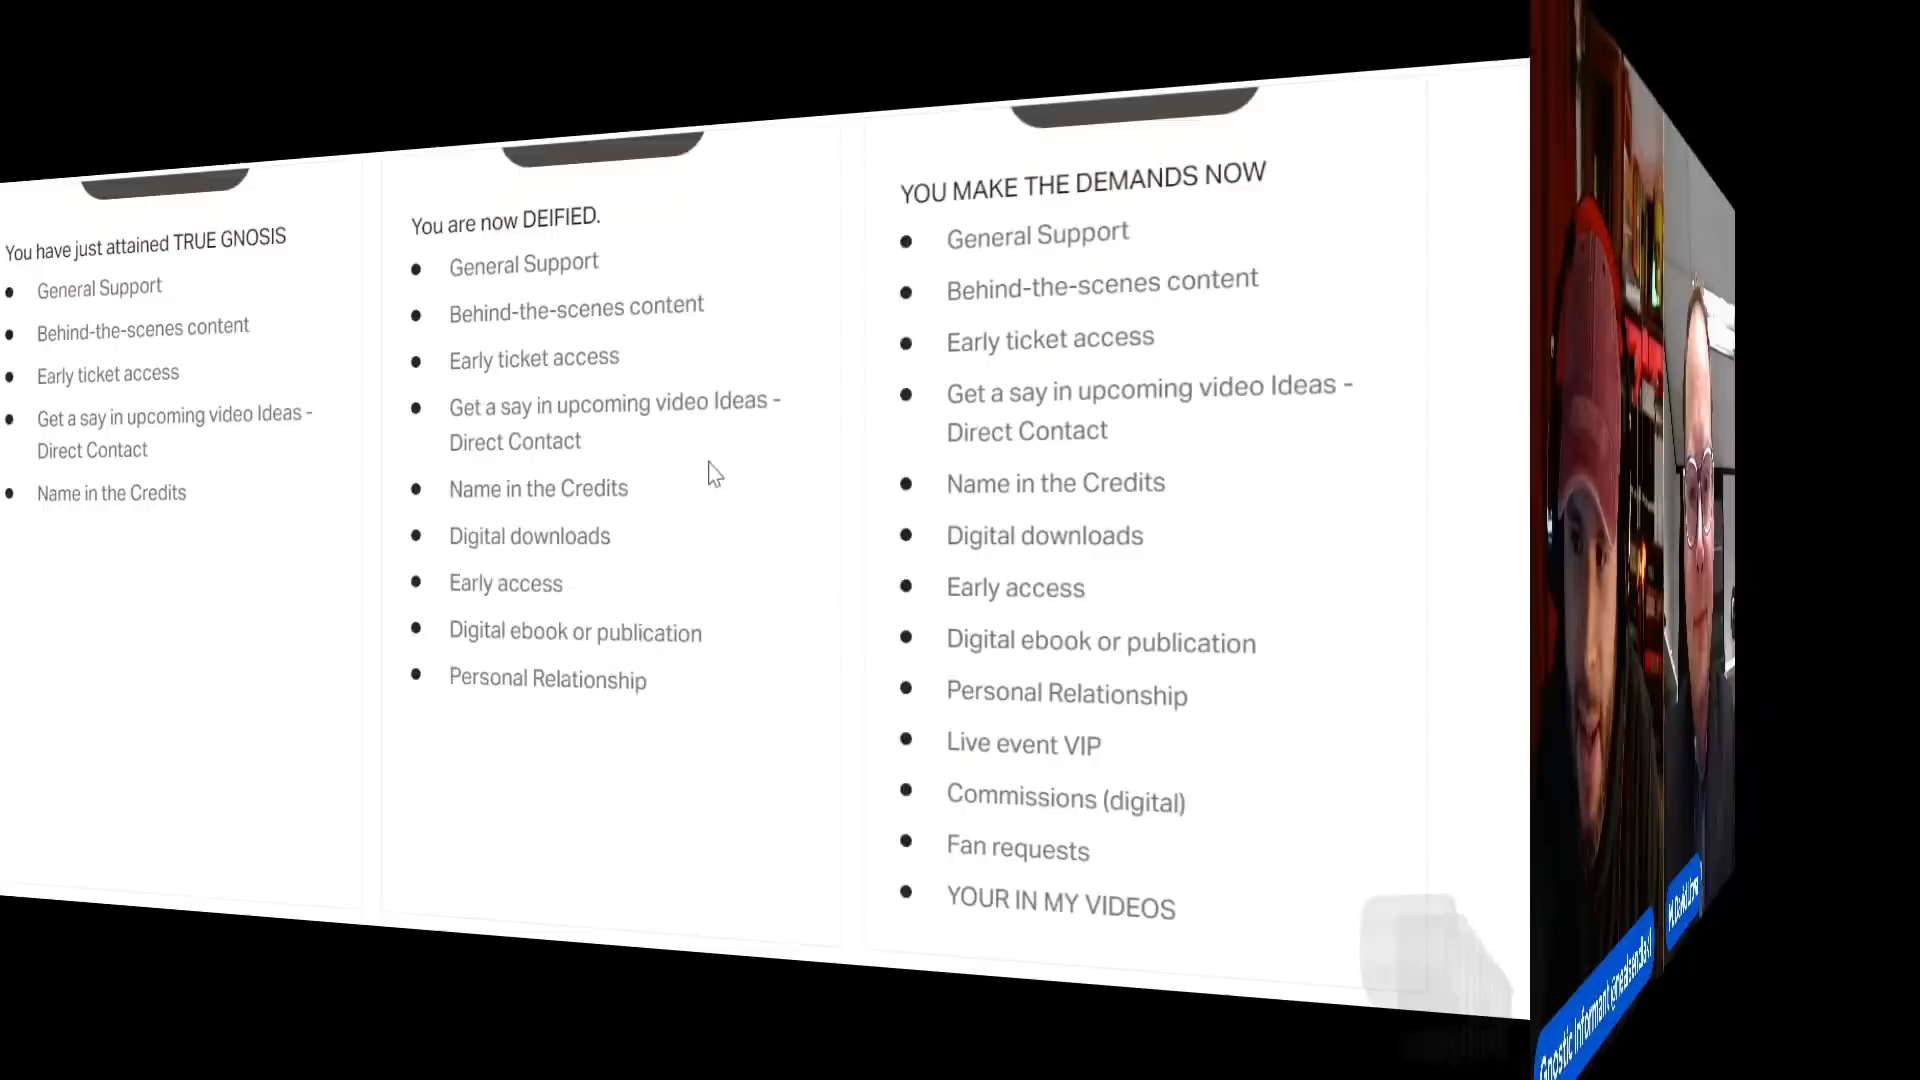 You have just attained TRUE GNOSIS
General Support
Behind-the-scenes content
Early ticket access
Get a say in upcoming video Ideas -
Direct Contact
Name in the Credits
You are now DEIFIED.
General Support
Behind-the-scenes content
Early ticket access
Get a say in upcoming video Ideas -
Direct Contact
Name in the Credits
Digital downloads
Early access
Digital ebook or publication
Personal Relationship
YOU MAKE THE DEMANDS NOW
General Support
Behind-the-scenes content
Early ticket access
Get a say in upcoming video Ideas -
Direct Contact
Name in the Credits
Digital downloads
Early access
Digital ebook or publication
Personal Relationship
Live event VIP
Commissions (digital)
Fan requests
YOUR IN MY VIDEOS
Gnostic Informant
M. David Litwa